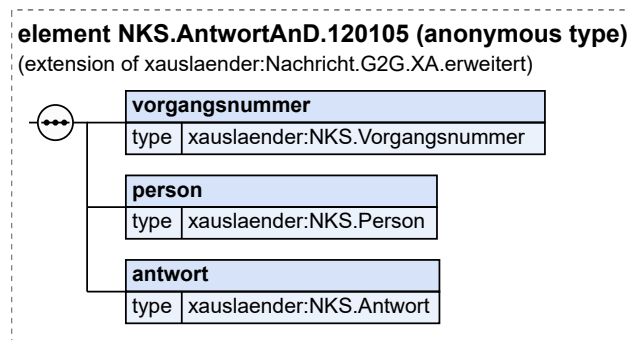 element NKS.AntwortAnD.120105 (anonymous type)
(extension of xauslaender:Nachricht.G2G.XA.erweitert)
vorgangsnummer
type xauslaender:NKS.Vorgangsnummer
person
type xauslaender:NKS.Person
antwort
type xauslaender:NKS.Antwort